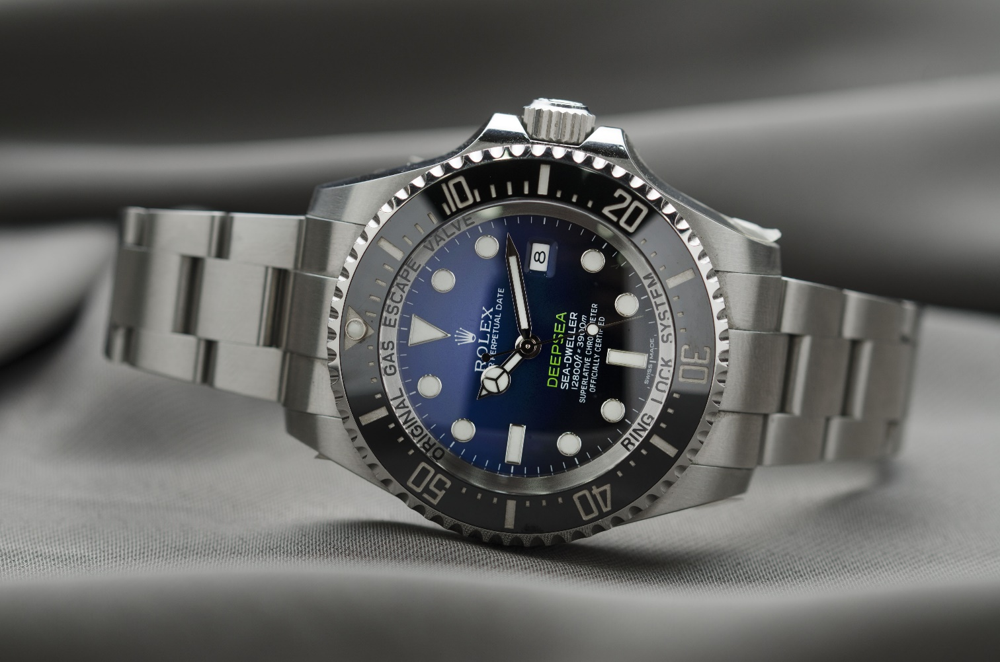 ROLEX
PERPETUAL DATE
DEEPSEA
SEA-DWELLER
12800ft=3900m
SUPERLATIVE CHRONOMETER
OFFICIALLY CERTIFIED
SWISS MADE
8
ORIGINAL GAS ESCAPE VALVE
RING LOCK SYSTEM
10
20
30
40
50